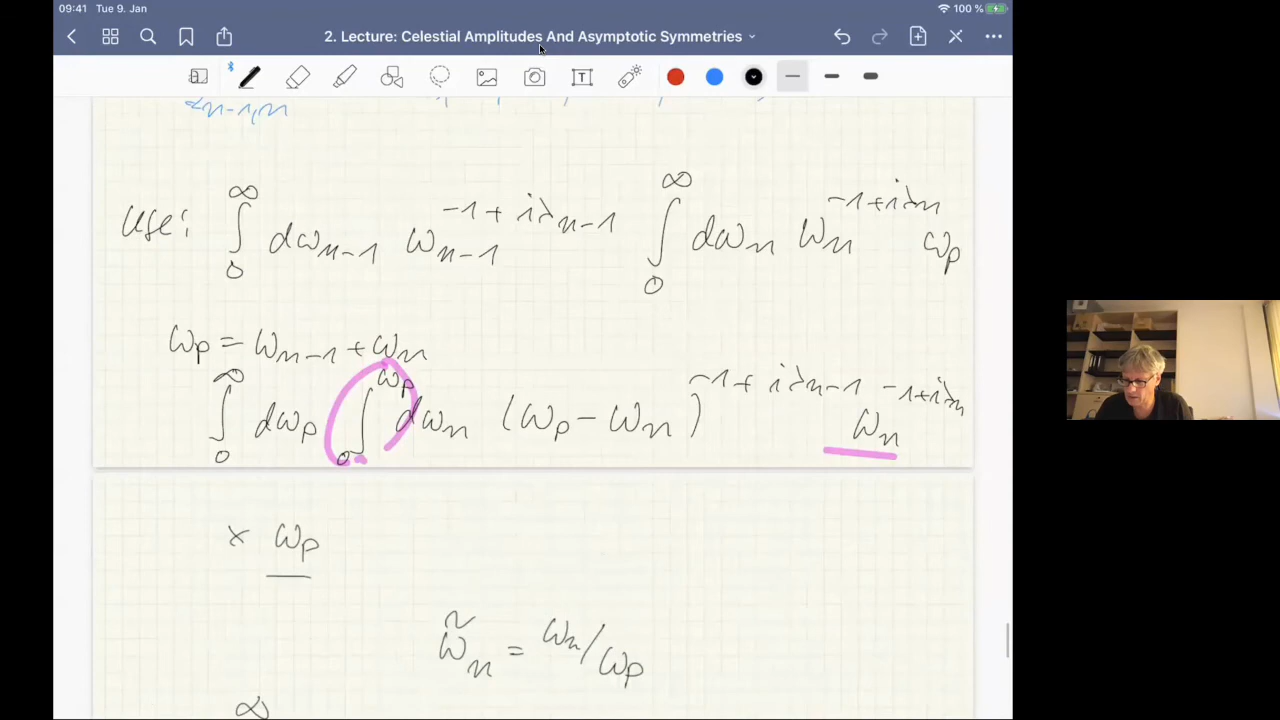 09:41 Tue 9. Jan 100 %
2. Lecture: Celestial Amplitudes And Asymptotic Symmetries
n-1,n
use: ∫₀^∞ dω_{n-1} ω_{n-1}^{-1+iλ_{n-1}} ∫₀^∞ dω_n ω_n^{-1+iλ_n} ω_p
ω_p = ω_{n-1} + ω_n
∫₀^∞ dω_p ∫₀^{ω_p} dω_n (ω_p - ω_n)^{-1+iλ_{n-1}} ω_n^{-1+iλ_n}
× ω_p
ω̃_n = ω_n/ω_p
∞